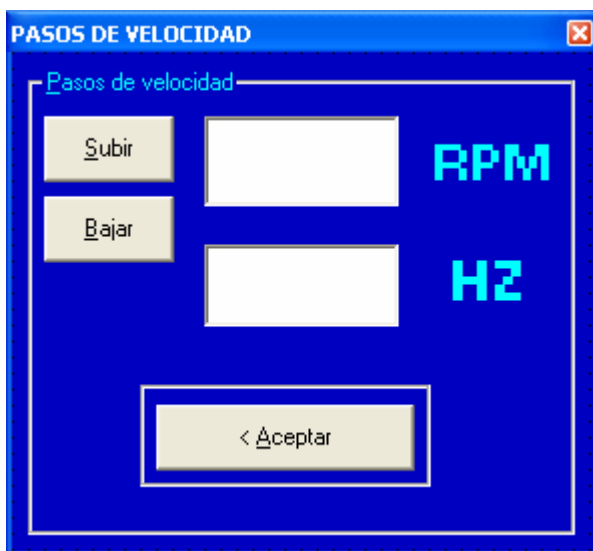 PASOS DE VELOCIDAD
Pasos de velocidad
Subir
RPM
Bajar
HZ
< Aceptar